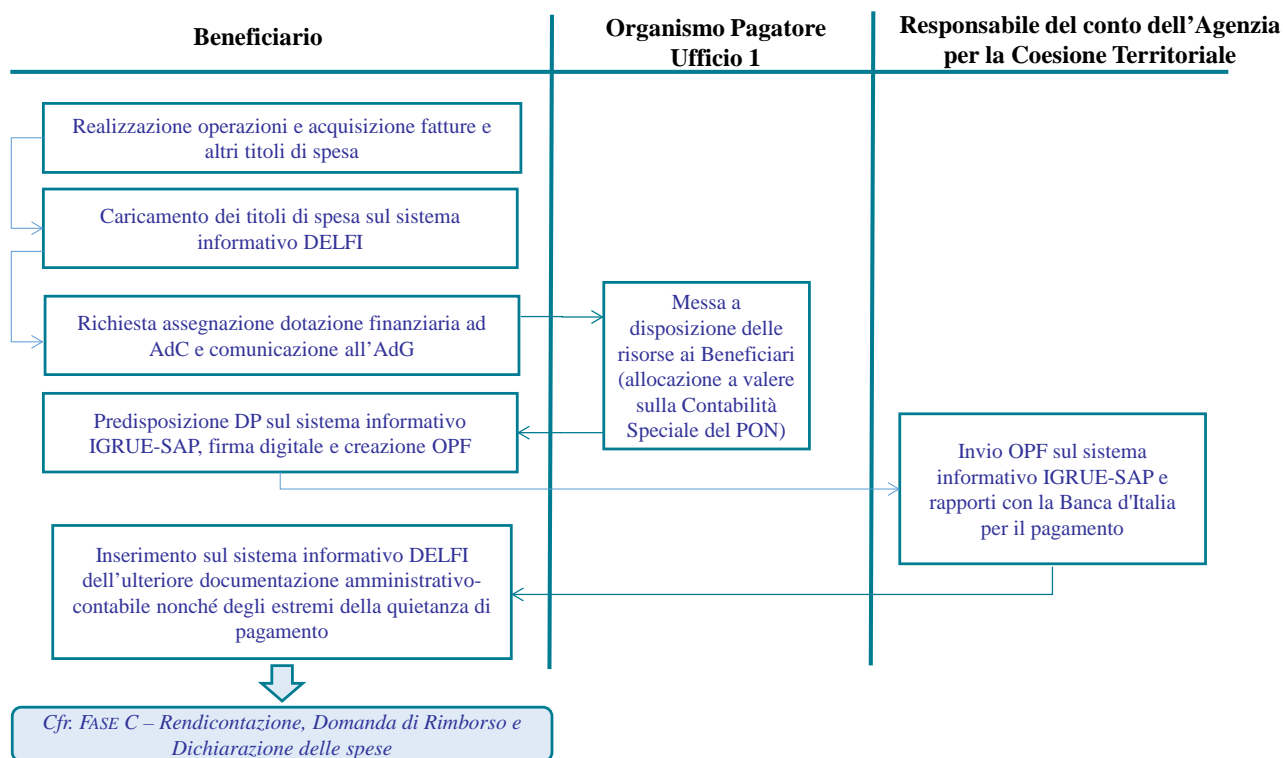 Beneficiario
Organismo Pagatore
Ufficio 1
Responsabile del conto dell’Agenzia
per la Coesione Territoriale
Realizzazione operazioni e acquisizione fatture e
altri titoli di spesa
Caricamento dei titoli di spesa sul sistema
informativo DELFI
Richiesta assegnazione dotazione finanziaria ad
AdC e comunicazione all’AdG
Messa a
disposizione delle
risorse ai Beneficiari
(allocazione a valere
sulla Contabilità
Speciale del PON)
Predisposizione DP sul sistema informativo
IGRUE-SAP, firma digitale e creazione OPF
Invio OPF sul sistema
informativo IGRUE-SAP e
rapporti con la Banca d'Italia
per il pagamento
Inserimento sul sistema informativo DELFI
dell’ulteriore documentazione amministrativo-
contabile nonché degli estremi della quietanza di
pagamento
Cfr. FASE C – Rendicontazione, Domanda di Rimborso e
Dichiarazione delle spese